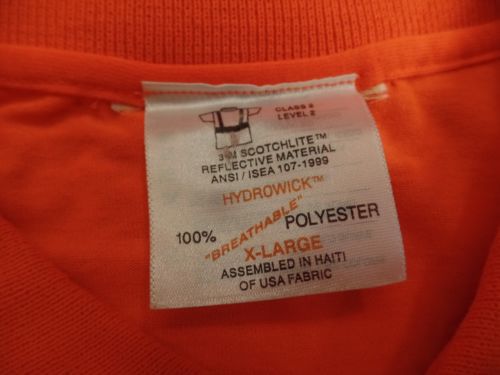 CLASS 2
LEVEL 2
3-M SCOTCHLITE™
REFLECTIVE MATERIAL
ANSI / ISEA 107-1999
HYDROWICK™
100% "BREATHABLE" POLYESTER
X-LARGE
ASSEMBLED IN HAITI
OF USA FABRIC